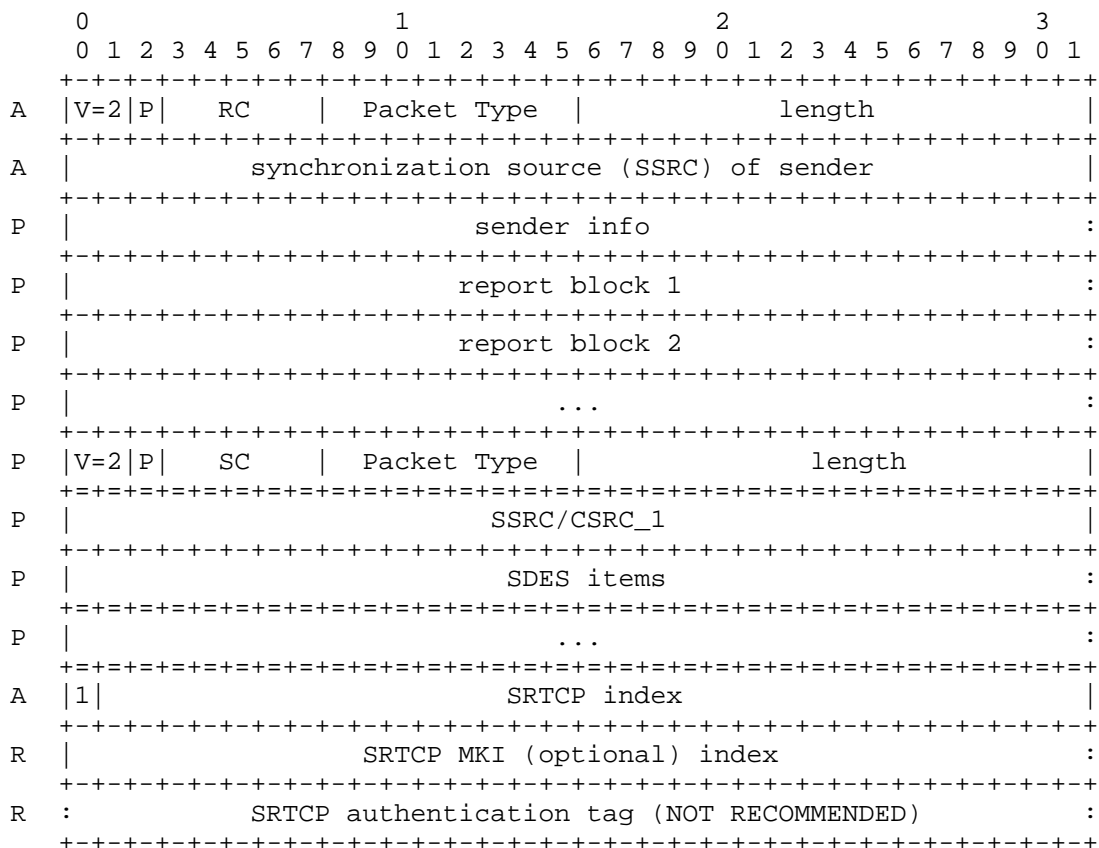 0                   1                   2                   3
0 1 2 3 4 5 6 7 8 9 0 1 2 3 4 5 6 7 8 9 0 1 2 3 4 5 6 7 8 9 0 1
+-+-+-+-+-+-+-+-+-+-+-+-+-+-+-+-+-+-+-+-+-+-+-+-+-+-+-+-+-+-+-+-+
A |V=2|P|   RC    |  Packet Type  |            length             |
+-+-+-+-+-+-+-+-+-+-+-+-+-+-+-+-+-+-+-+-+-+-+-+-+-+-+-+-+-+-+-+-+
A |           synchronization source (SSRC) of sender             |
+-+-+-+-+-+-+-+-+-+-+-+-+-+-+-+-+-+-+-+-+-+-+-+-+-+-+-+-+-+-+-+-+
P |                         sender info                           :
+-+-+-+-+-+-+-+-+-+-+-+-+-+-+-+-+-+-+-+-+-+-+-+-+-+-+-+-+-+-+-+-+
P |                        report block 1                         :
+-+-+-+-+-+-+-+-+-+-+-+-+-+-+-+-+-+-+-+-+-+-+-+-+-+-+-+-+-+-+-+-+
P |                        report block 2                         :
+-+-+-+-+-+-+-+-+-+-+-+-+-+-+-+-+-+-+-+-+-+-+-+-+-+-+-+-+-+-+-+-+
P |                              ...                              :
+-+-+-+-+-+-+-+-+-+-+-+-+-+-+-+-+-+-+-+-+-+-+-+-+-+-+-+-+-+-+-+-+
P |V=2|P|   SC    |  Packet Type  |              length           |
+=+=+=+=+=+=+=+=+=+=+=+=+=+=+=+=+=+=+=+=+=+=+=+=+=+=+=+=+=+=+=+=+
P |                          SSRC/CSRC_1                          |
+-+-+-+-+-+-+-+-+-+-+-+-+-+-+-+-+-+-+-+-+-+-+-+-+-+-+-+-+-+-+-+-+
P |                           SDES items                          :
+=+=+=+=+=+=+=+=+=+=+=+=+=+=+=+=+=+=+=+=+=+=+=+=+=+=+=+=+=+=+=+=+
P |                              ...                              :
+=+=+=+=+=+=+=+=+=+=+=+=+=+=+=+=+=+=+=+=+=+=+=+=+=+=+=+=+=+=+=+=+
A |1|                         SRTCP index                         |
+-+-+-+-+-+-+-+-+-+-+-+-+-+-+-+-+-+-+-+-+-+-+-+-+-+-+-+-+-+-+-+-+
R |                  SRTCP MKI (optional) index                   :
+-+-+-+-+-+-+-+-+-+-+-+-+-+-+-+-+-+-+-+-+-+-+-+-+-+-+-+-+-+-+-+-+
R :           SRTCP authentication tag (NOT RECOMMENDED)          :
+-+-+-+-+-+-+-+-+-+-+-+-+-+-+-+-+-+-+-+-+-+-+-+-+-+-+-+-+-+-+-+-+